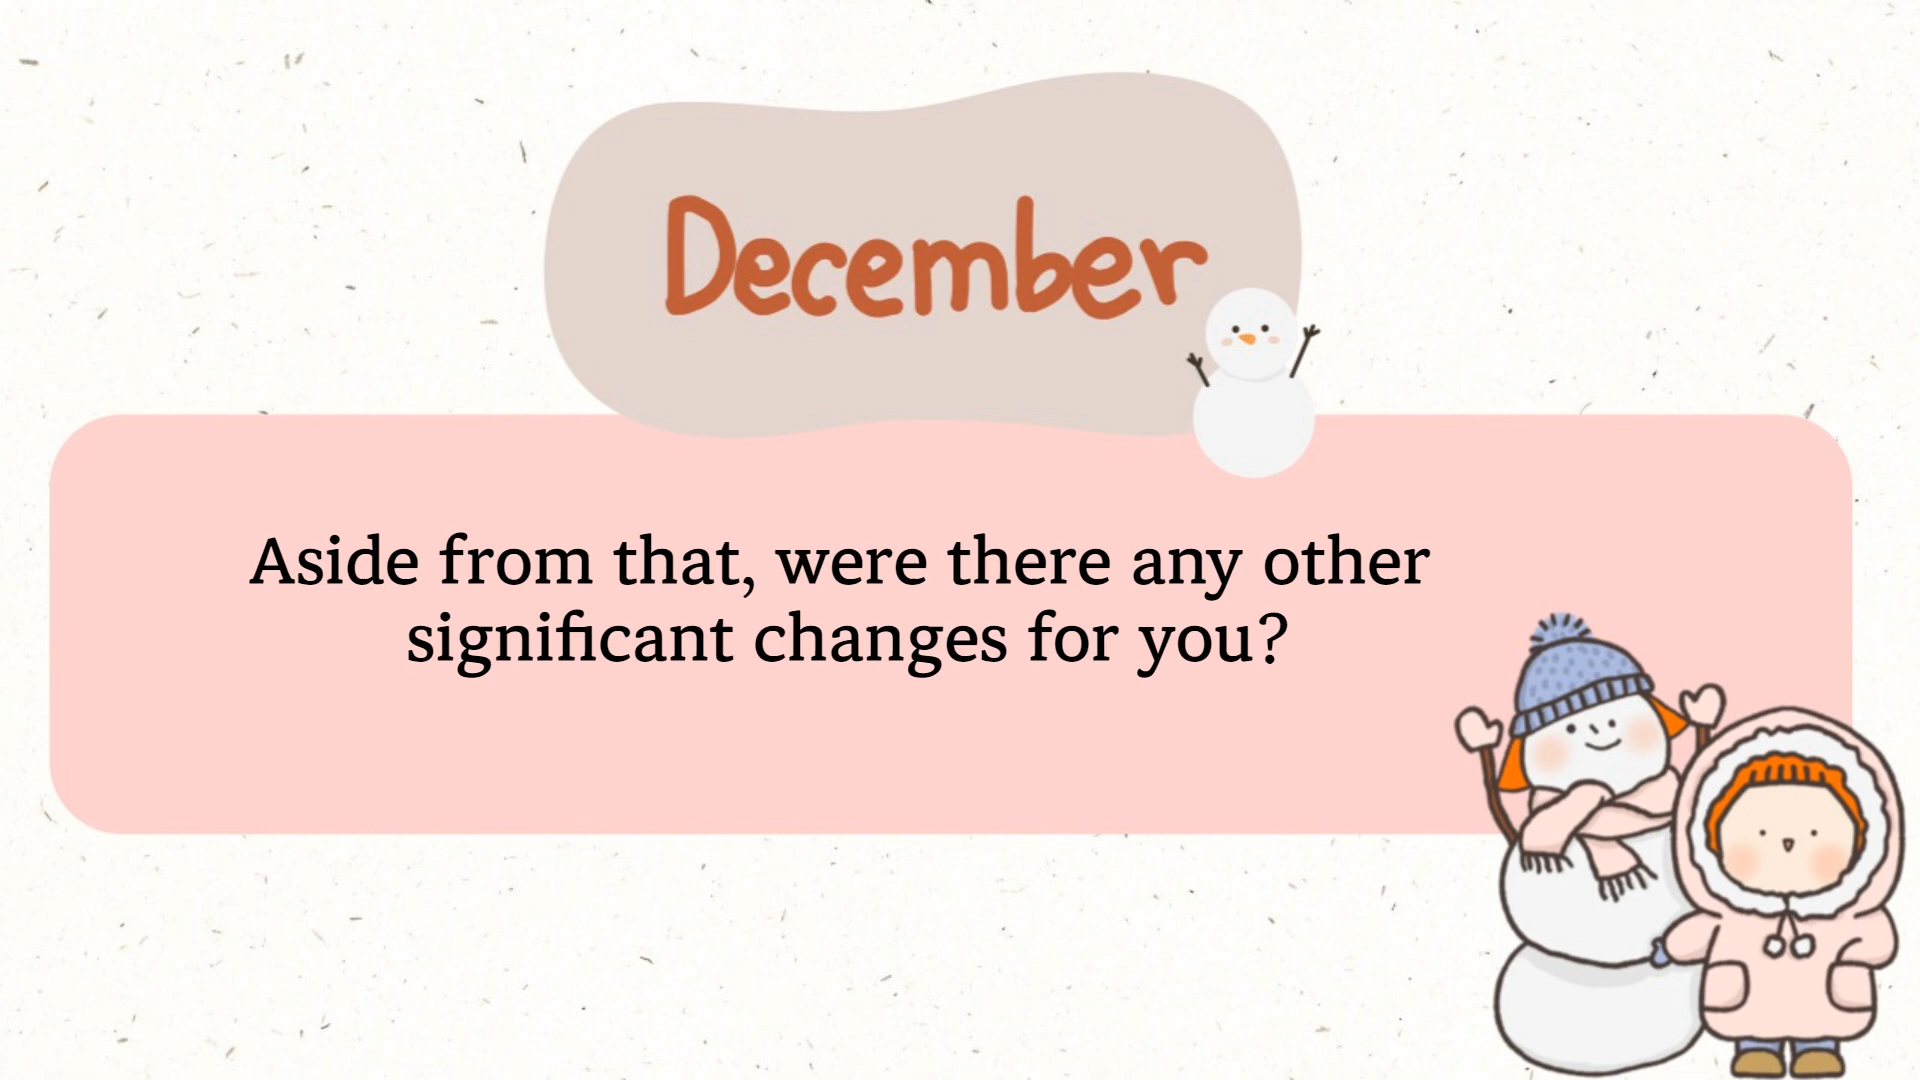 December
Aside from that, were there any other
significant changes for you?